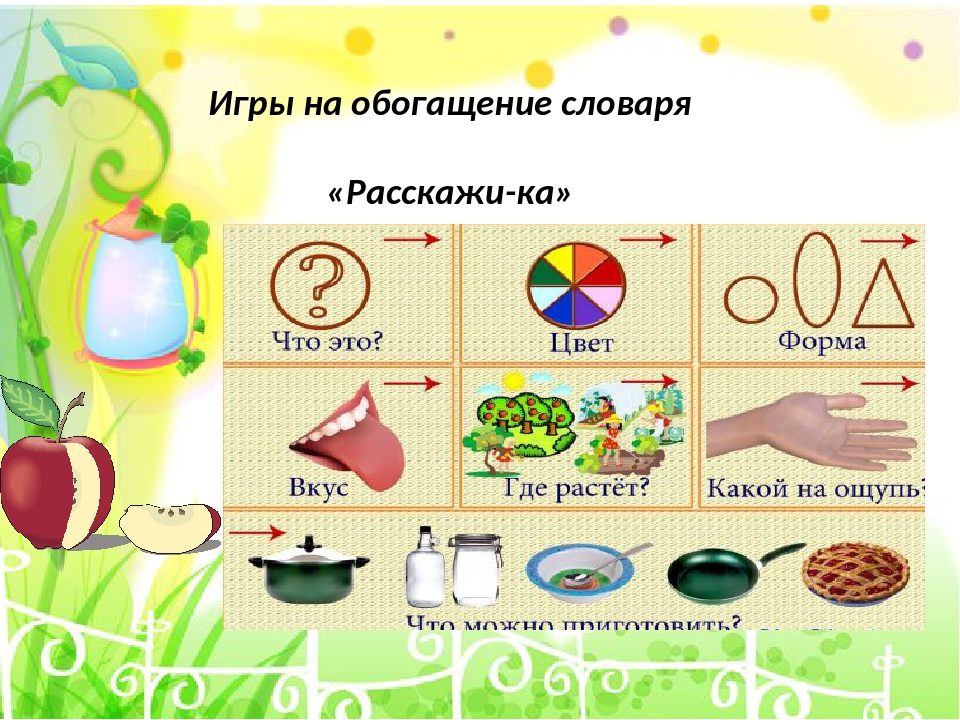 Игры на обогащение словаря
«Расскажи-ка»
Что это?
Цвет
Форма
Вкус
Где растёт?
Какой на ощупь?
Что можно приготовить?